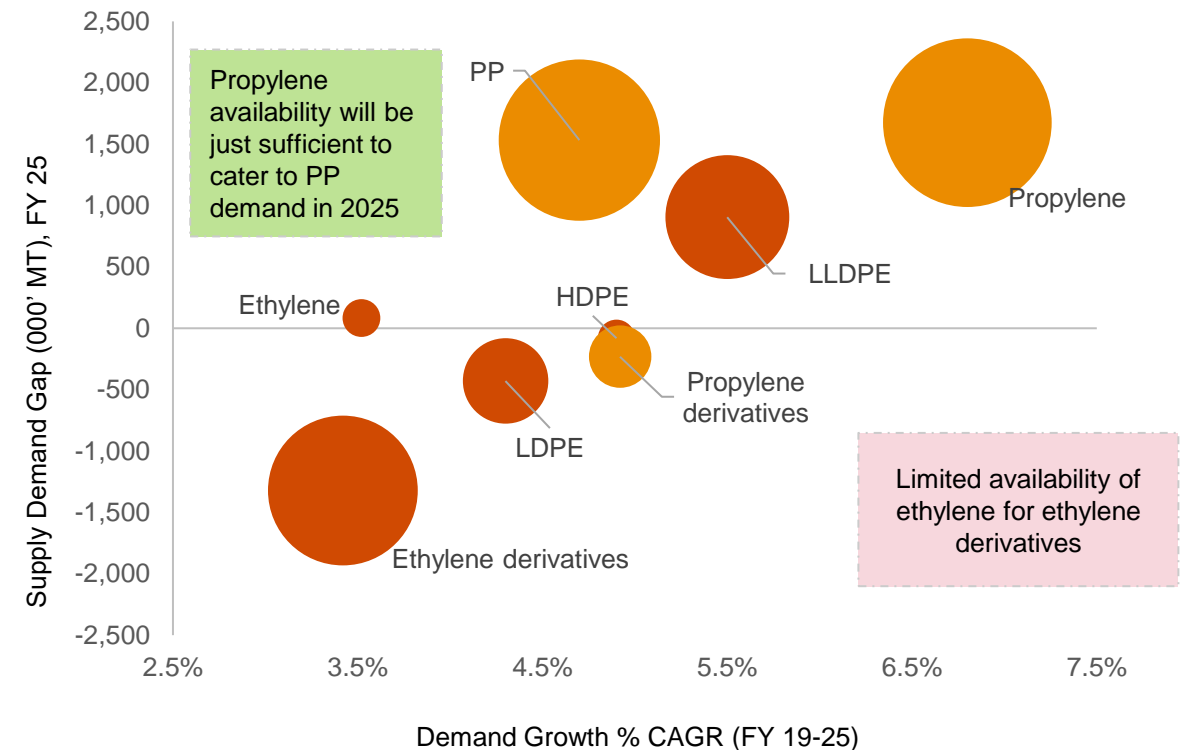 Supply Demand Gap (000' MT), FY 25
2,500
2,000
1,500
1,000
500
0
-500
-1,000
-1,500
-2,000
-2,500
Propylene
availability will be
just sufficient to
cater to PP
demand in 2025
PP
Propylene
LLDPE
HDPE
Ethylene
Propylene
derivatives
LDPE
Ethylene derivatives
Limited availability of
ethylene for ethylene
derivatives
2.5%
3.5%
4.5%
5.5%
6.5%
7.5%
Demand Growth % CAGR (FY 19-25)